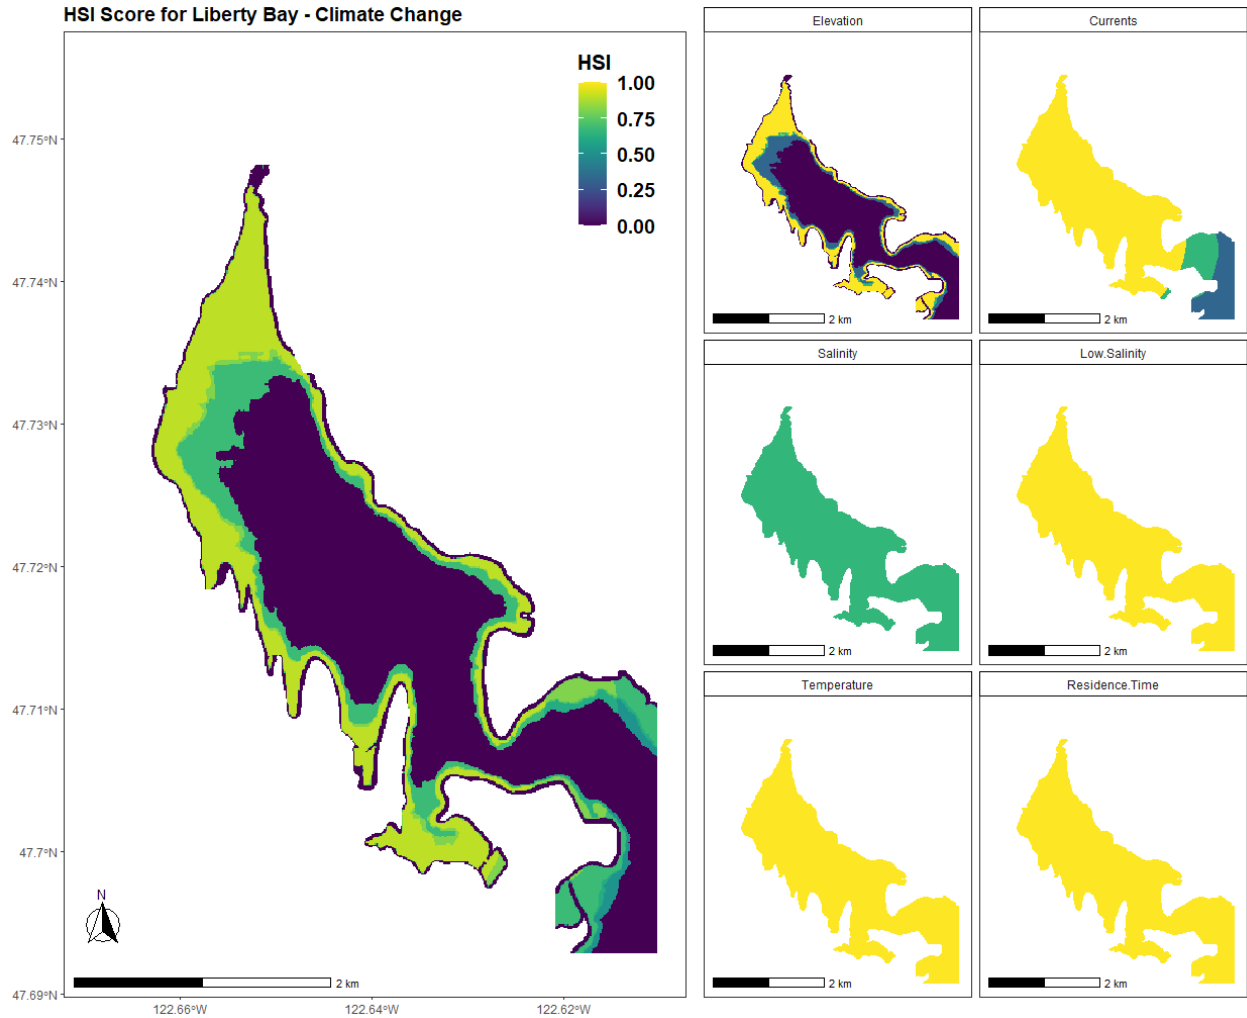 HSI Score for Liberty Bay - Climate Change
HSI
1.00
0.75
0.50
0.25
0.00
47.75°N
47.74°N
47.73°N
47.72°N
47.71°N
47.7°N
47.69°N
N
2 km
122.66°W
122.64°W
122.62°W
Elevation
2 km
Currents
2 km
Salinity
2 km
Low.Salinity
2 km
Temperature
2 km
Residence.Time
2 km